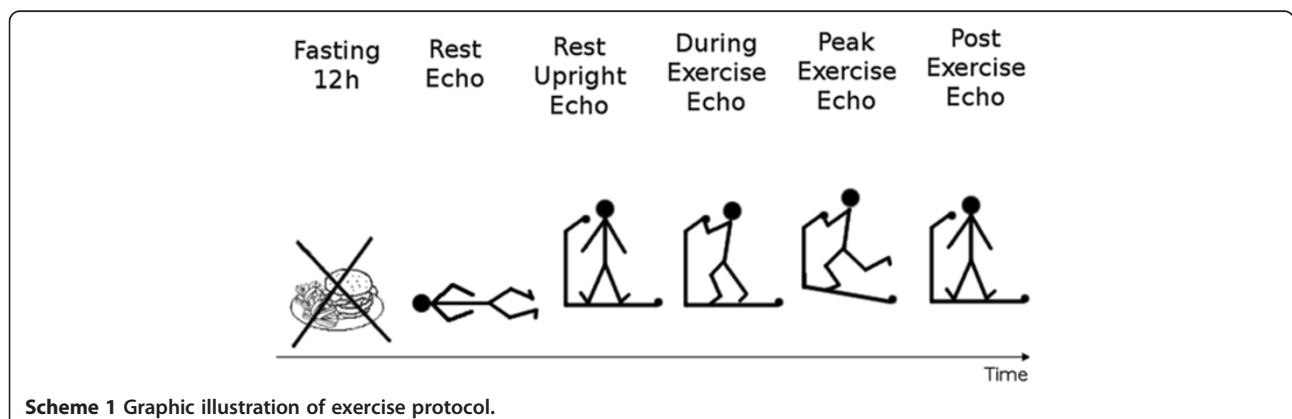 Fasting
12h
Rest
Echo
Rest
Upright
Echo
During
Exercise
Echo
Peak
Exercise
Echo
Post
Exercise
Echo
Time
Scheme 1 Graphic illustration of exercise protocol.